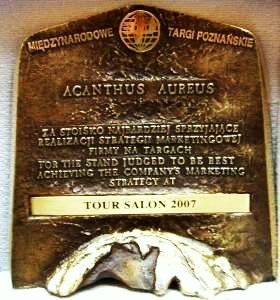 MIĘDZYNARODOWE TARGI POZNAŃSKIE
ACANTHUS AUREUS
ZA STOISKO NAJBARDZIEJ SPRZYJAJĄCE
REALIZACJI STRATEGII MARKETINGOWEJ
FIRMY NA TARGACH
FOR THE STAND JUDGED TO BE BEST
ACHIEVING THE COMPANY'S MARKETING
STRATEGY AT
TOUR SALON 2007